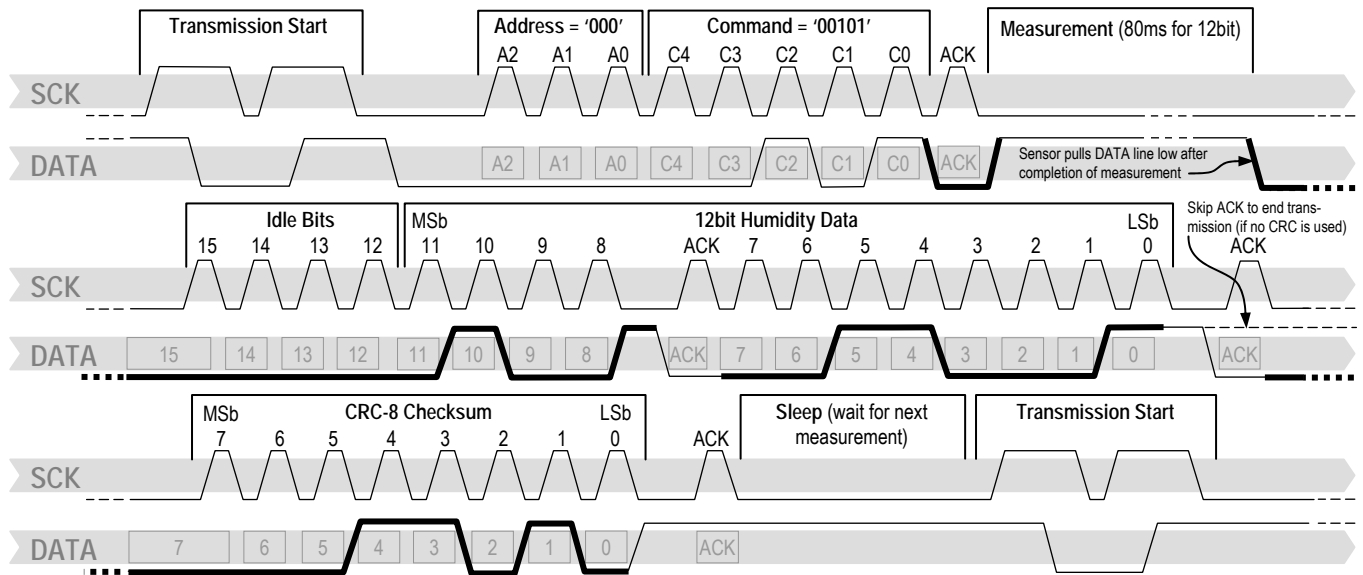 Transmission Start Address = ‘000’ Command = ‘00101’ Measurement (80ms for 12bit)
A2 A1 A0 C4 C3 C2 C1 C0 ACK
SCK
DATA A2 A1 A0 C4 C3 C2 C1 C0 ACK
Sensor pulls DATA line low after
completion of measurement
Idle Bits MSb 12bit Humidity Data LSb
Skip ACK to end trans-
mission (if no CRC is used)
15 14 13 12 11 10 9 8 ACK 7 6 5 4 3 2 1 0 ACK
SCK
DATA 15 14 13 12 11 10 9 8 ACK 7 6 5 4 3 2 1 0 ACK
MSb CRC-8 Checksum LSb Sleep (wait for next
measurement) Transmission Start
7 6 5 4 3 2 1 0 ACK
SCK
DATA 7 6 5 4 3 2 1 0 ACK